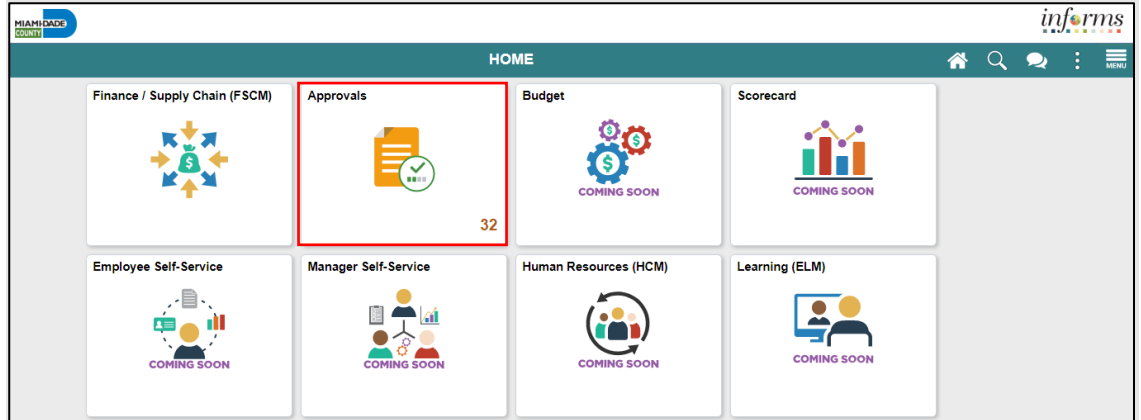 MIAMI-DADE
COUNTY
informs
HOME
MENU
Finance / Supply Chain (FSCM)
Approvals
Budget
Scorecard
$
$
$
$
COMING SOON
COMING SOON
32
Employee Self-Service
Manager Self-Service
Human Resources (HCM)
Learning (ELM)
COMING SOON
COMING SOON
COMING SOON
COMING SOON